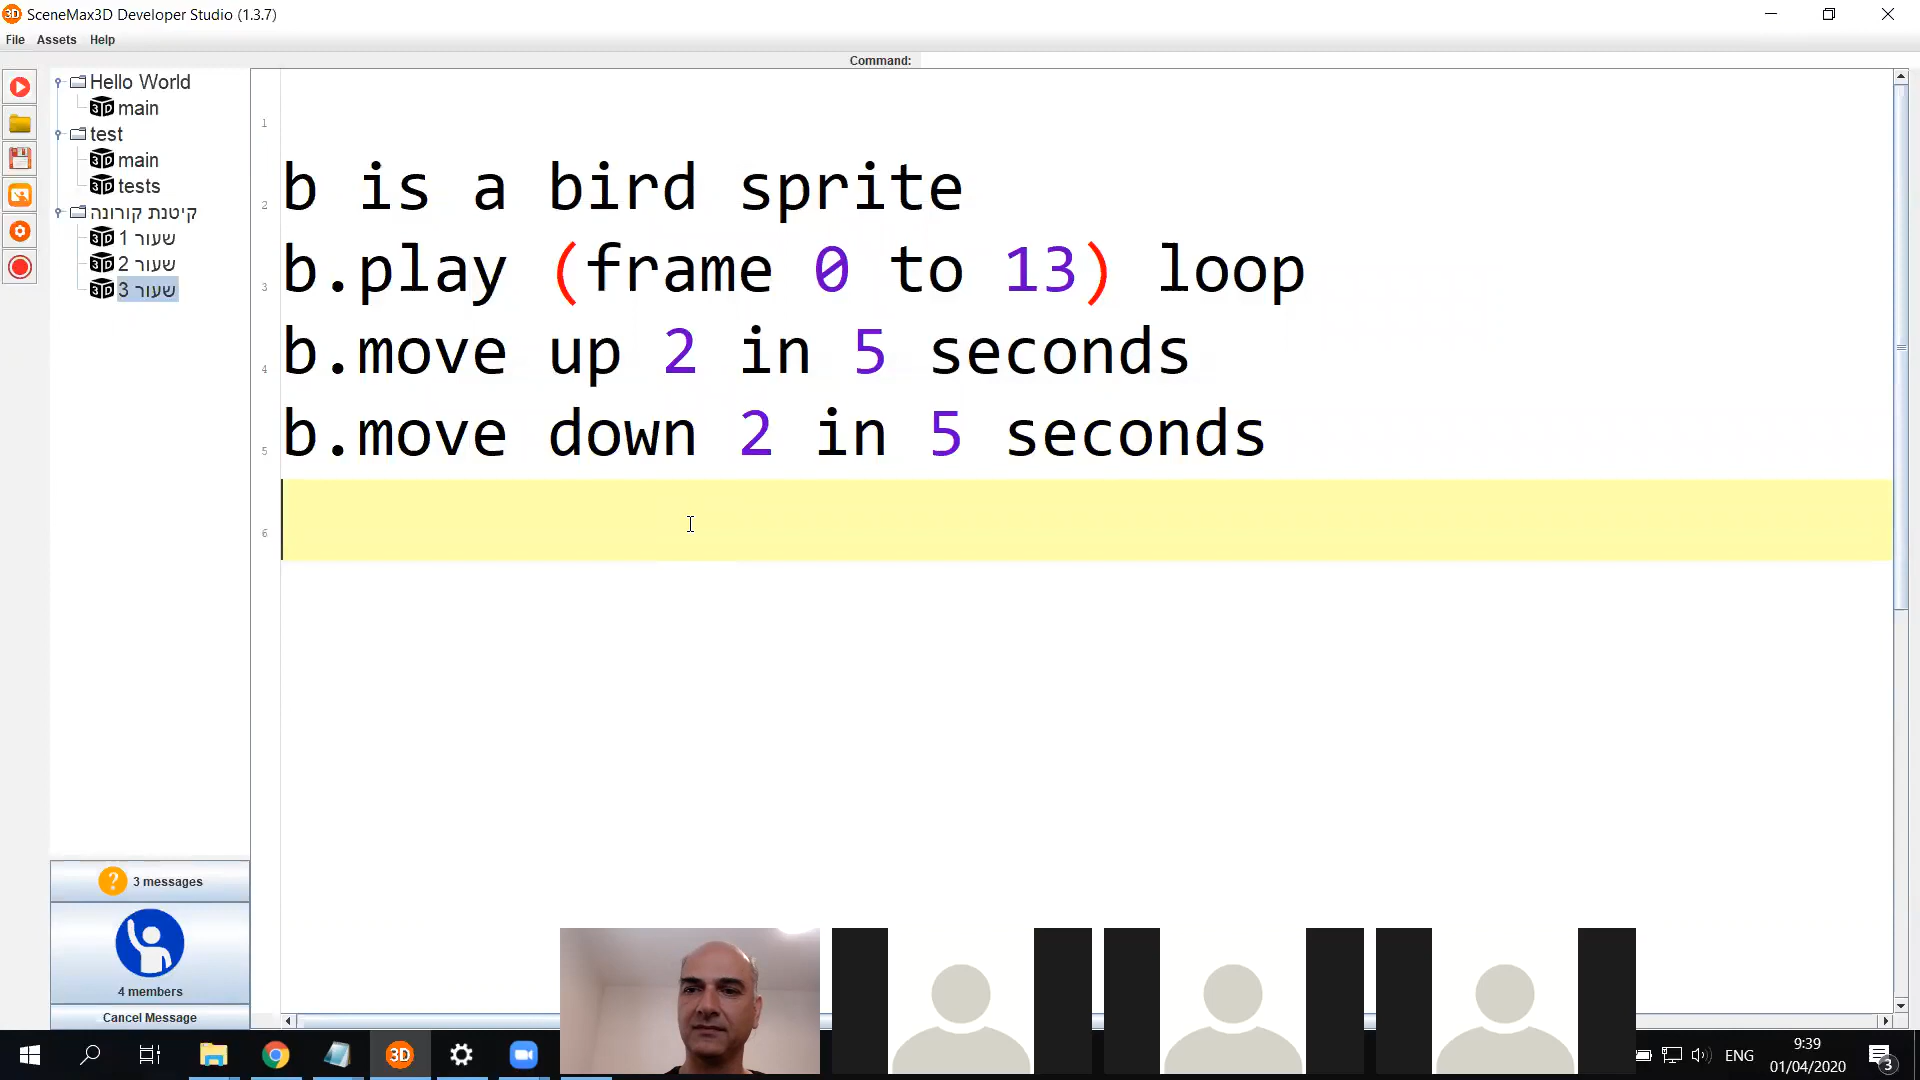 SceneMax3D Developer Studio (1.3.7)
File Assets Help
Command:
Hello World
main
test
main
tests
קיטנת קורונה
שעור 1
שעור 2
שעור 3
1
2 b is a bird sprite
3 b.play (frame 0 to 13) loop
4 b.move up 2 in 5 seconds
5 b.move down 2 in 5 seconds
6
? 3 messages
4 members
Cancel Message
3D
ENG
9:39
01/04/2020
3